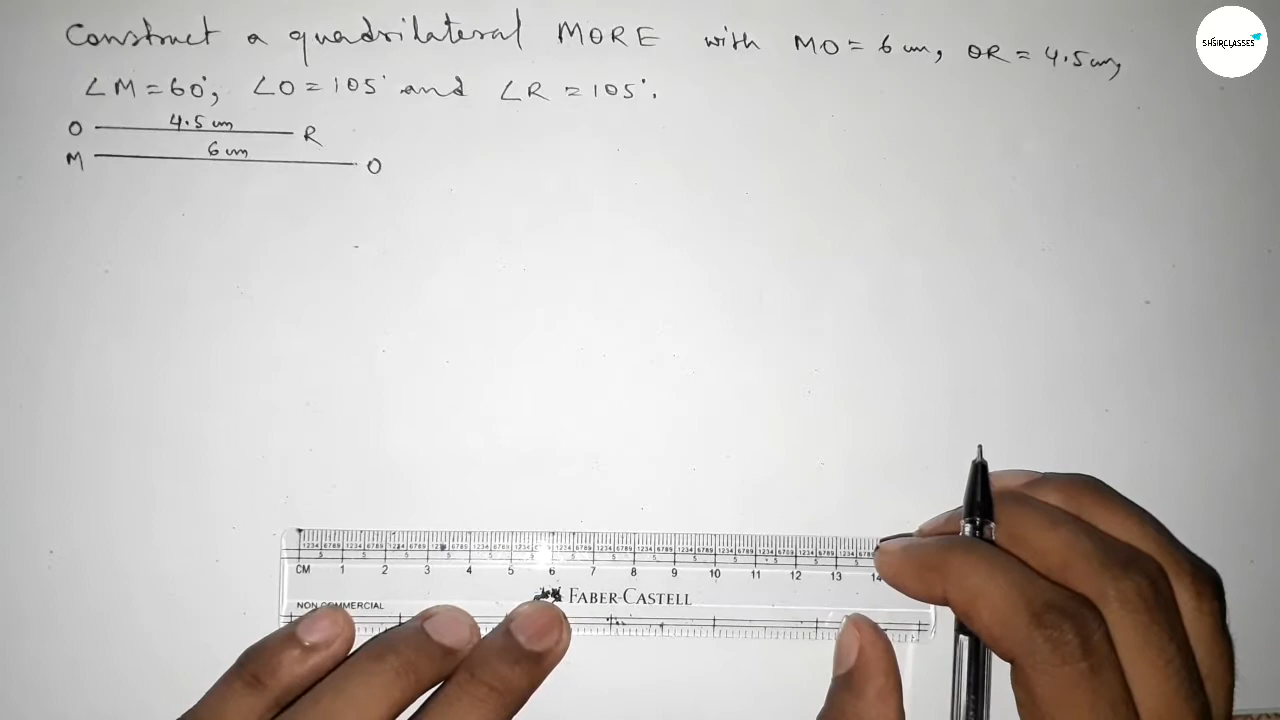 Construct a quadrilateral MORE with MO = 6 cm, OR = 4.5 cm,
∠M = 60°, ∠O = 105° and ∠R = 105°.
O 4.5 cm R
M 6 cm O
SHSIRCLASSES
CM 1 2 3 4 5 6 7 8 9 10 11 12 13 14
FABER-CASTELL
NON COMMERCIAL